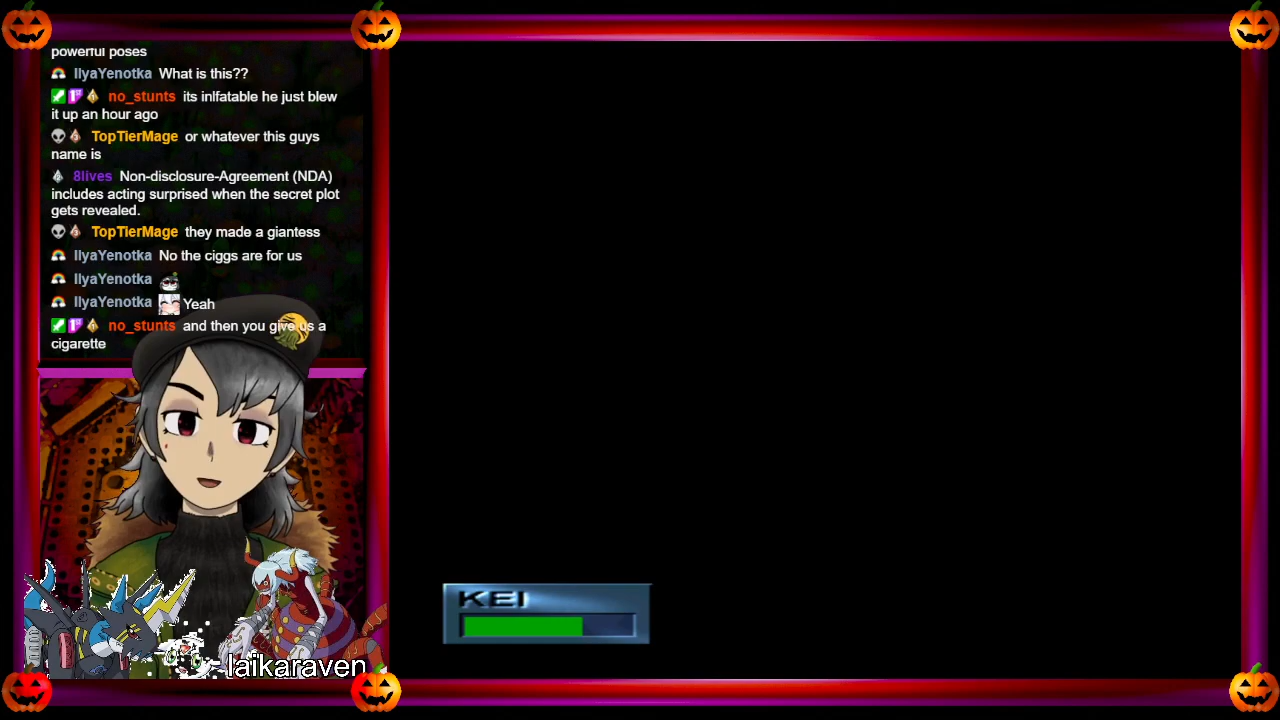 powerful poses
IlyaYenotka What is this??
no_stunts its inlfatable he just blew
it up an hour ago
TopTierMage or whatever this guys
name is
8lives Non-disclosure-Agreement (NDA)
includes acting surprised when the secret plot
gets revealed.
TopTierMage they made a giantess
IlyaYenotka No the ciggs are for us
IlyaYenotka
IlyaYenotka Yeah
no_stunts and then you give us a
cigarette
KEI
laikaraven